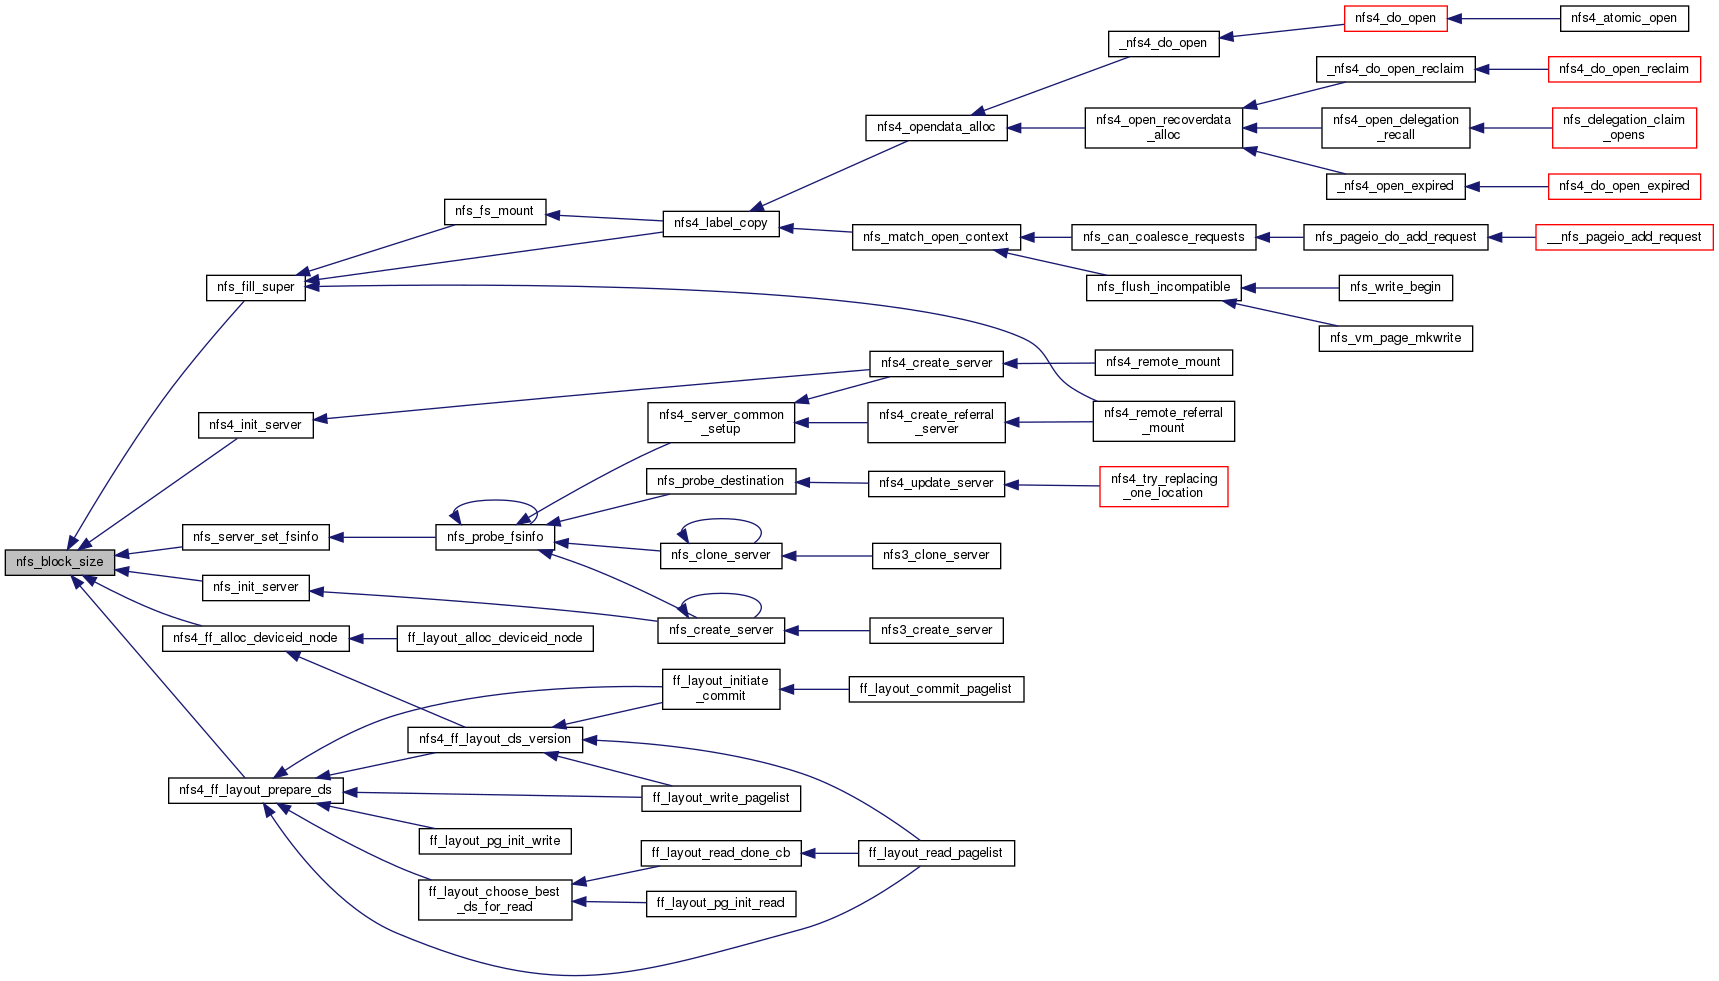 nfs4_do_open
nfs4_atomic_open
_nfs4_do_open
_nfs4_do_open_reclaim
nfs4_do_open_reclaim
nfs4_opendata_alloc
nfs4_open_recoverdata
_alloc
nfs4_open_delegation
_recall
nfs_delegation_claim
_opens
_nfs4_open_expired
nfs4_do_open_expired
nfs_fs_mount
nfs4_label_copy
nfs_match_open_context
nfs_can_coalesce_requests
nfs_pageio_do_add_request
__nfs_pageio_add_request
nfs_fill_super
nfs_flush_incompatible
nfs_write_begin
nfs_vm_page_mkwrite
nfs4_create_server
nfs4_remote_mount
nfs4_init_server
nfs4_server_common
_setup
nfs4_create_referral
_server
nfs4_remote_referral
_mount
nfs_probe_destination
nfs4_update_server
nfs4_try_replacing
_one_location
nfs_server_set_fsinfo
nfs_probe_fsinfo
nfs_clone_server
nfs3_clone_server
nfs_block_size
nfs_init_server
nfs_create_server
nfs3_create_server
nfs4_ff_alloc_deviceid_node
ff_layout_alloc_deviceid_node
ff_layout_initiate
_commit
ff_layout_commit_pagelist
nfs4_ff_layout_ds_version
nfs4_ff_layout_prepare_ds
ff_layout_write_pagelist
ff_layout_pg_init_write
ff_layout_read_done_cb
ff_layout_read_pagelist
ff_layout_choose_best
_ds_for_read
ff_layout_pg_init_read